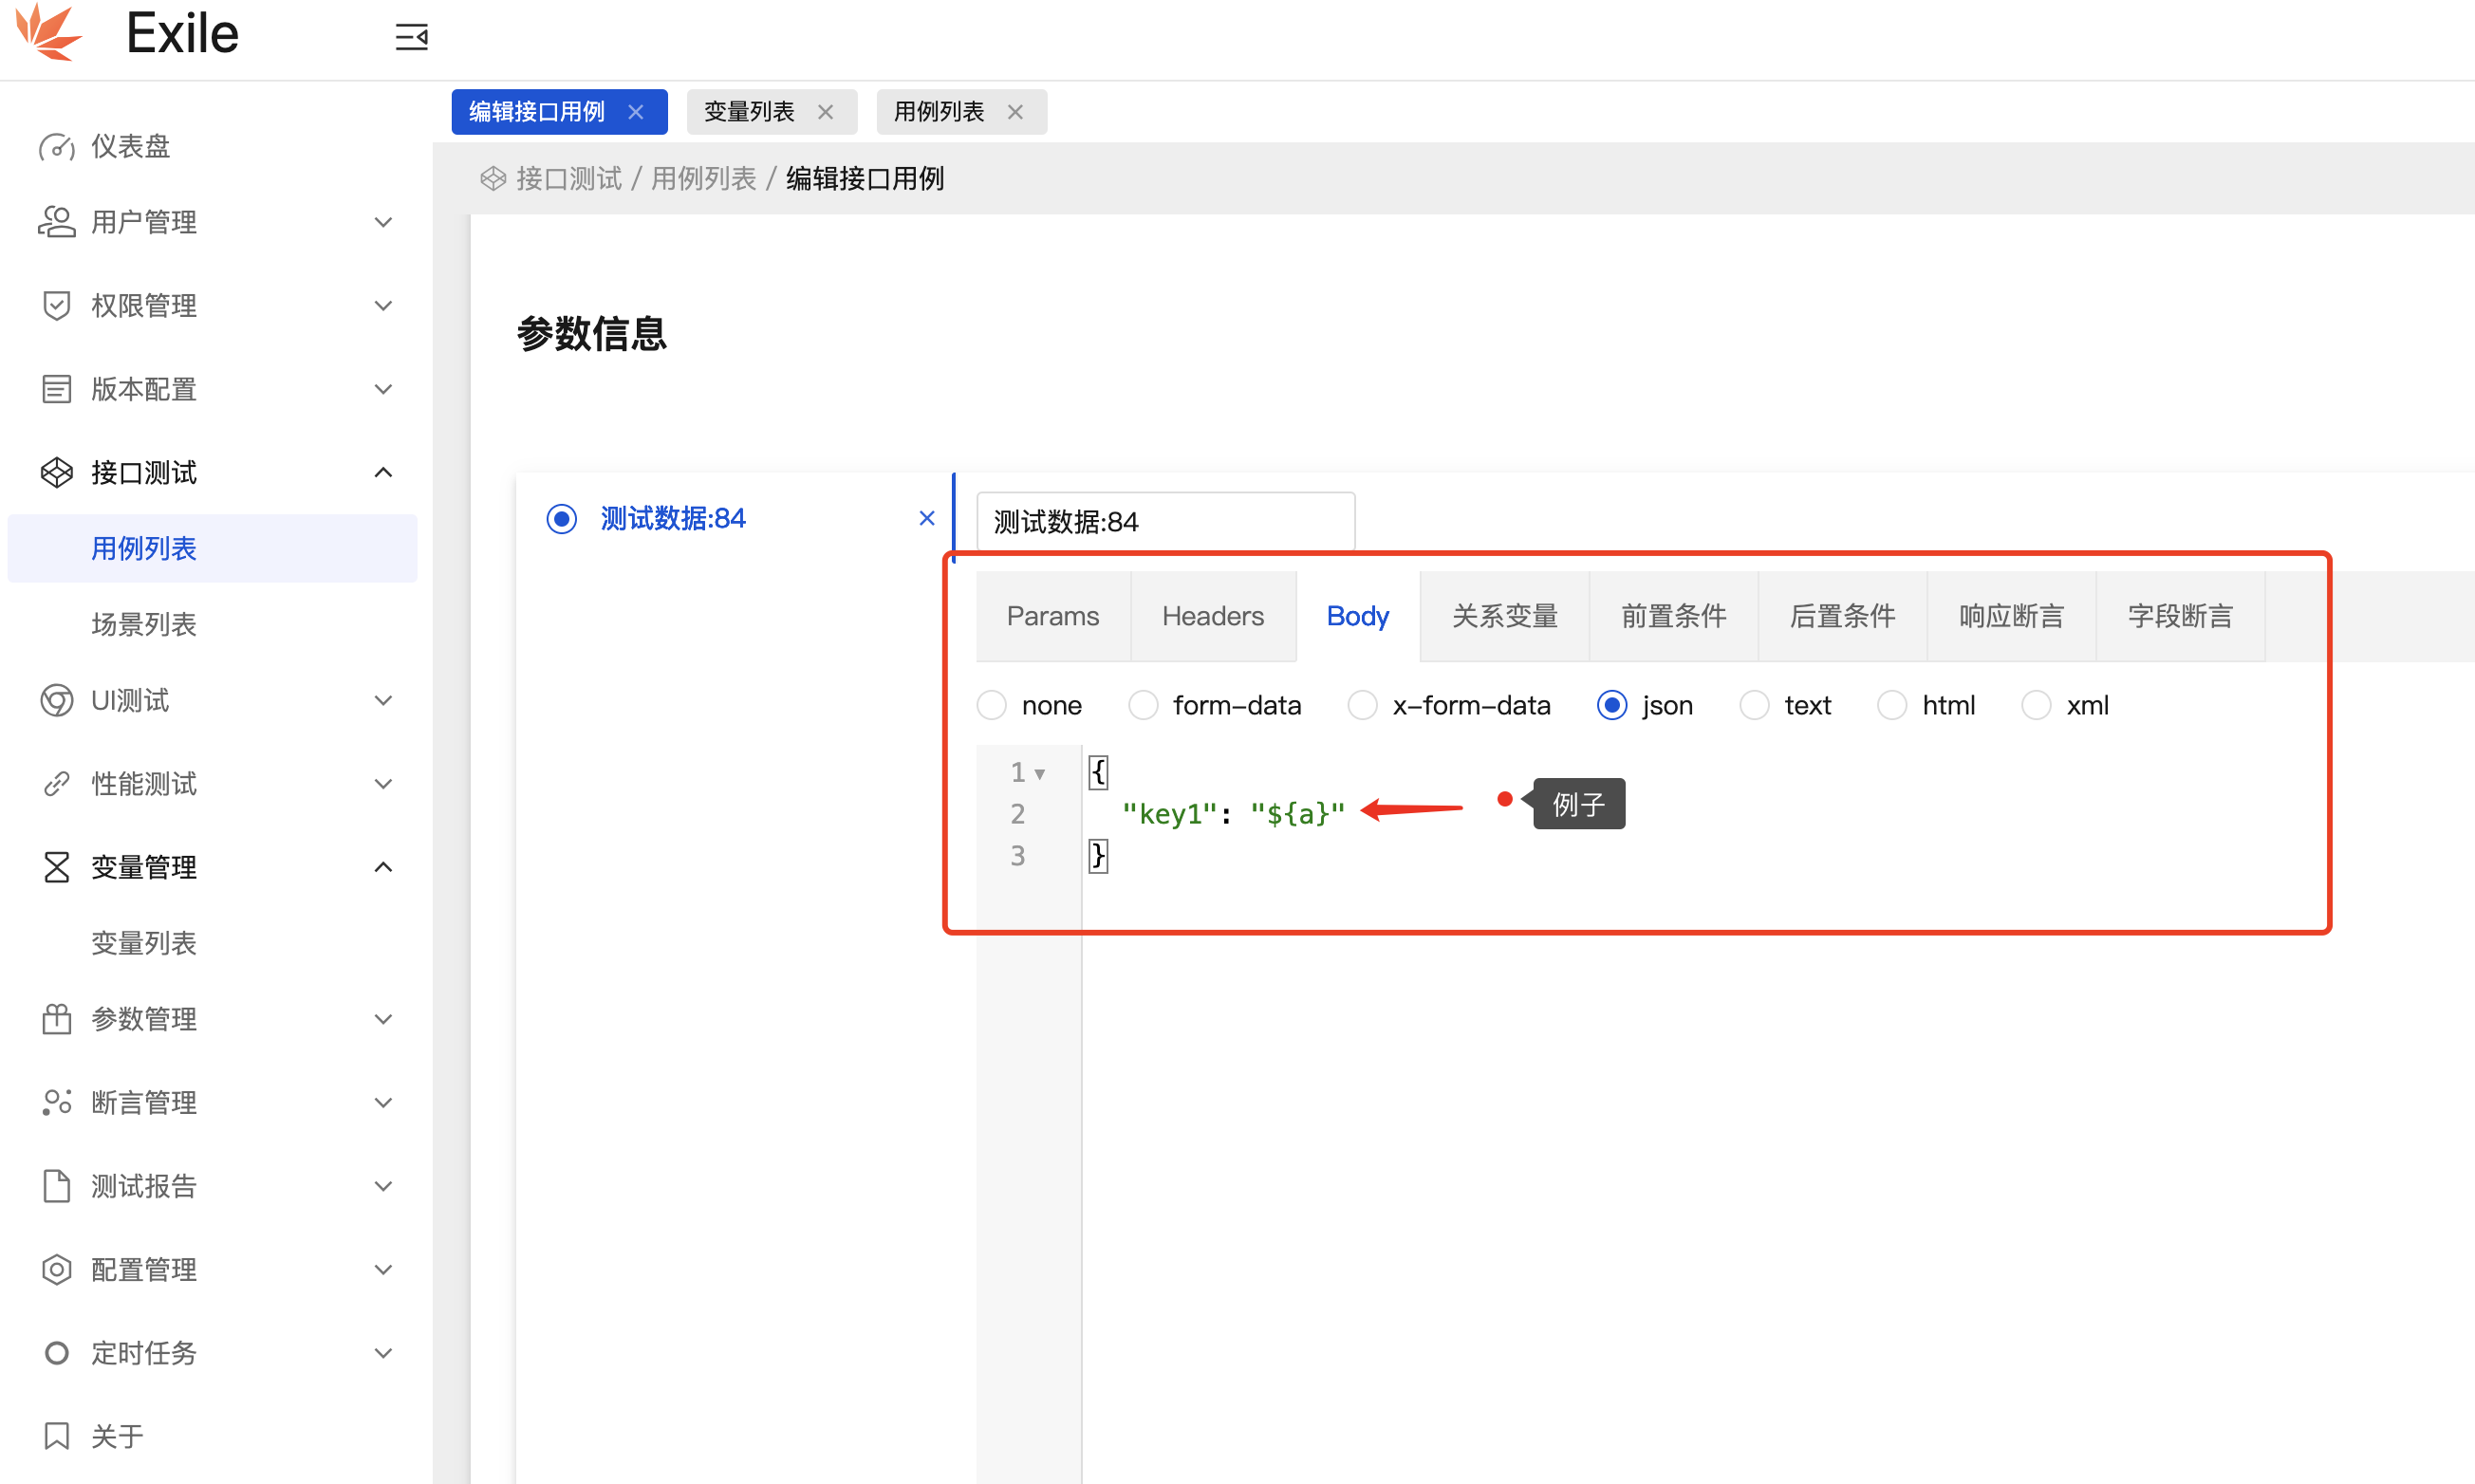 Exile
编辑接口用例
变量列表
用例列表
接口测试 / 用例列表 / 编辑接口用例
仪表盘
用户管理
权限管理
版本配置
接口测试
用例列表
场景列表
UI测试
性能测试
变量管理
变量列表
参数管理
断言管理
测试报告
配置管理
定时任务
关于
参数信息
测试数据:84
测试数据:84
Params Headers Body 关系变量 前置条件 后置条件 响应断言 字段断言
none form-data x-form-data json text html xml
1 {
2 "key1": "${a}"
例子
3 }